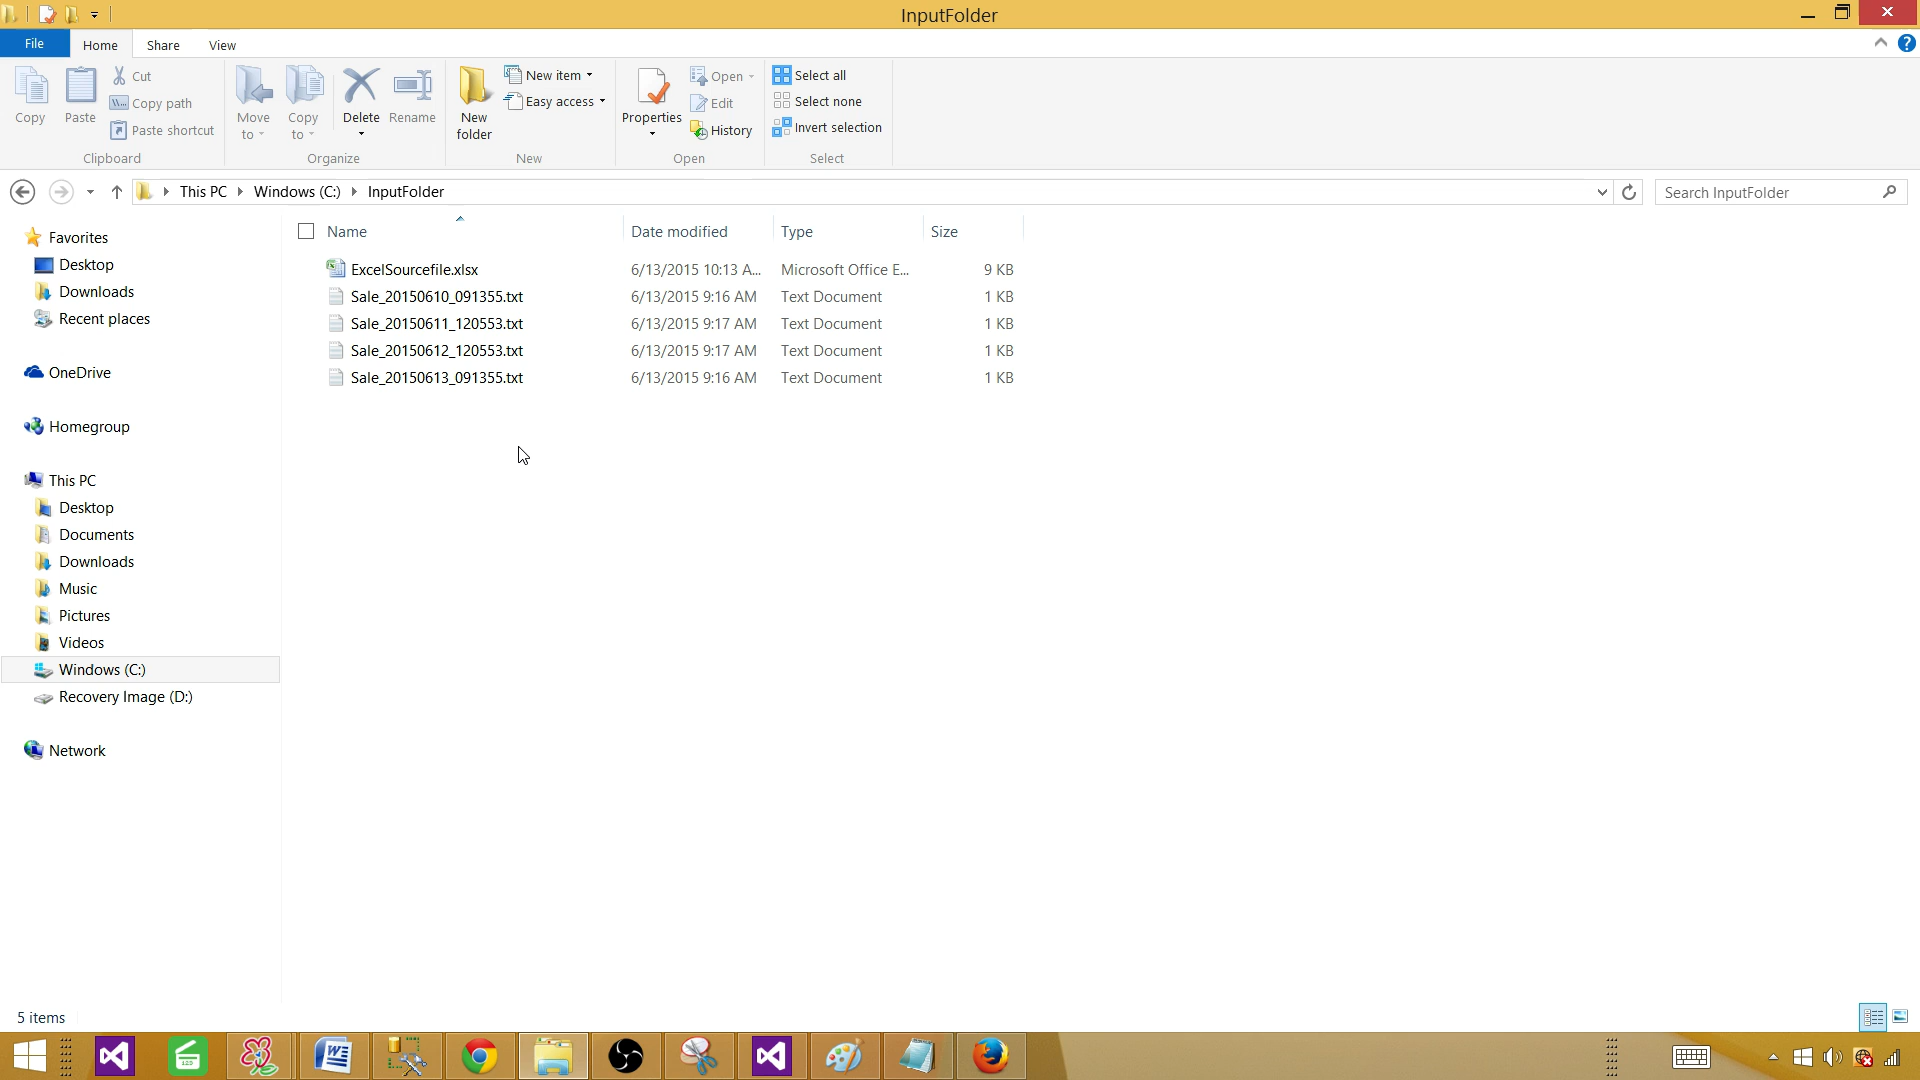 InputFolder
File Home Share View
Copy
Paste
Cut
Copy path
Paste shortcut
Clipboard
Move to
Copy to
Delete
Rename
Organize
New folder
New item
Easy access
New
Properties
Open
Edit
History
Open
Select all
Select none
Invert selection
Select
This PC Windows (C:) InputFolder
Search InputFolder
Favorites
Desktop
Downloads
Recent places
OneDrive
Homegroup
This PC
Desktop
Documents
Downloads
Music
Pictures
Videos
Windows (C:)
Recovery Image (D:)
Network
Name Date modified Type Size
ExcelSourcefile.xlsx 6/13/2015 10:13 A... Microsoft Office E... 9 KB
Sale_20150610_091355.txt 6/13/2015 9:16 AM Text Document 1 KB
Sale_20150611_120553.txt 6/13/2015 9:17 AM Text Document 1 KB
Sale_20150612_120553.txt 6/13/2015 9:17 AM Text Document 1 KB
Sale_20150613_091355.txt 6/13/2015 9:16 AM Text Document 1 KB
5 items